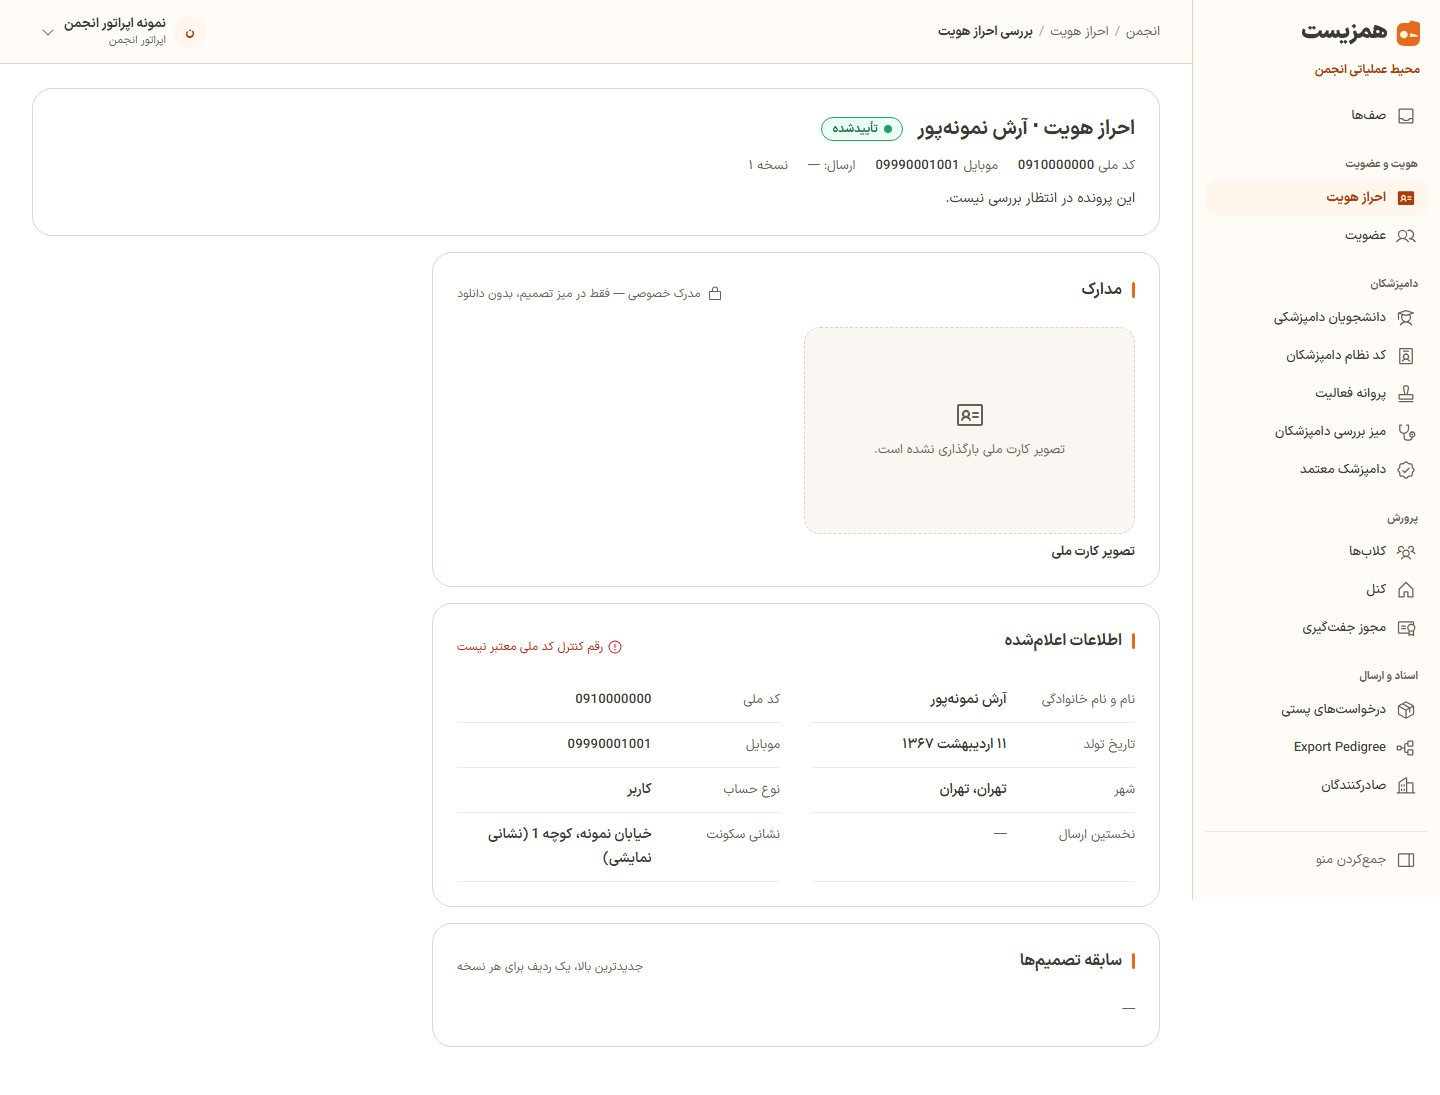 همزیست
محیط عملیاتی انجمن
صف‌ها
هویت و عضویت
احراز هویت
عضویت
دامپزشکان
دانشجویان دامپزشکی
کد نظام دامپزشکان
پروانه فعالیت
میز بررسی دامپزشکان
دامپزشک معتمد
پرورش
کلاب‌ها
کنل
مجوز جفت‌گیری
اسناد و ارسال
درخواست‌های پستی
Export Pedigree
صادرکنندگان
جمع‌کردن منو
انجمن / احراز هویت / بررسی احراز هویت
ن
نمونه اپراتور انجمن
اپراتور انجمن
احراز هویت · آرش نمونه‌پور
تأییدشده
کد ملی 0910000000 موبایل 09990001001 ارسال: — نسخه ۱
این پرونده در انتظار بررسی نیست.
مدارک
مدرک خصوصی — فقط در میز تصمیم، بدون دانلود
تصویر کارت ملی بارگذاری نشده است.
تصویر کارت ملی
اطلاعات اعلام‌شده
رقم کنترل کد ملی معتبر نیست
نام و نام خانوادگی آرش نمونه‌پور
کد ملی 0910000000
تاریخ تولد ۱۱ اردیبهشت ۱۳۶۷
موبایل 09990001001
شهر تهران، تهران
نوع حساب کاربر
نخستین ارسال —
نشانی سکونت خیابان نمونه، کوچه 1 (نشانی
نمایشی)
سابقه تصمیم‌ها
جدیدترین بالا، یک ردیف برای هر نسخه
—